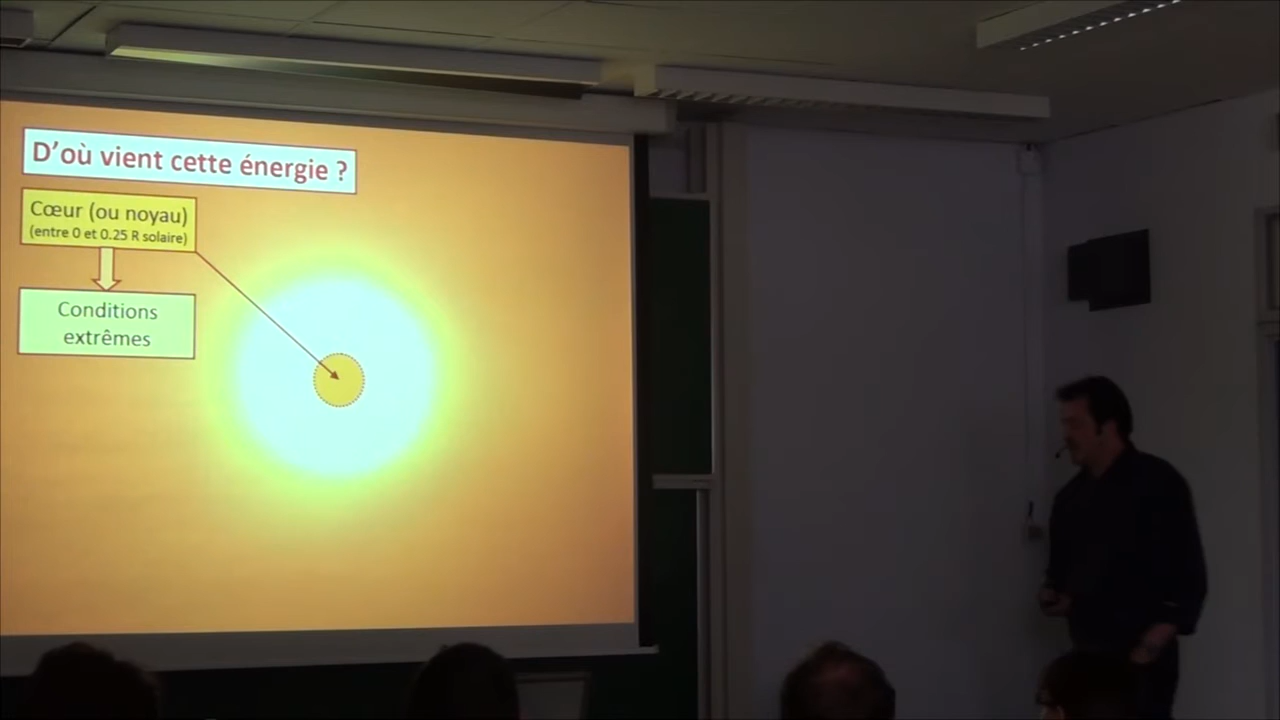 D'où vient cette énergie ?
Cœur (ou noyau)
(entre 0 et 0.25 R solaire)
Conditions
extrêmes